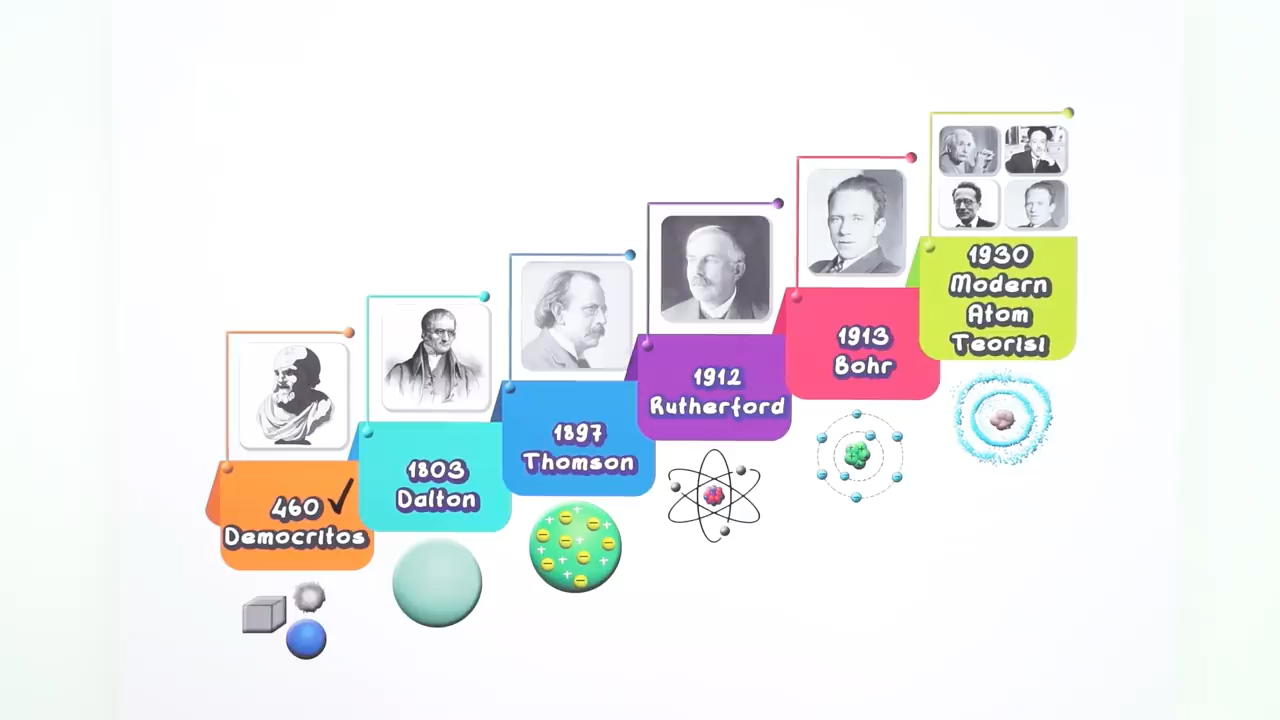 460
Democritos
1803
Dalton
1897
Thomson
1912
Rutherford
1913
Bohr
1930
Modern
Atom
Teorisi